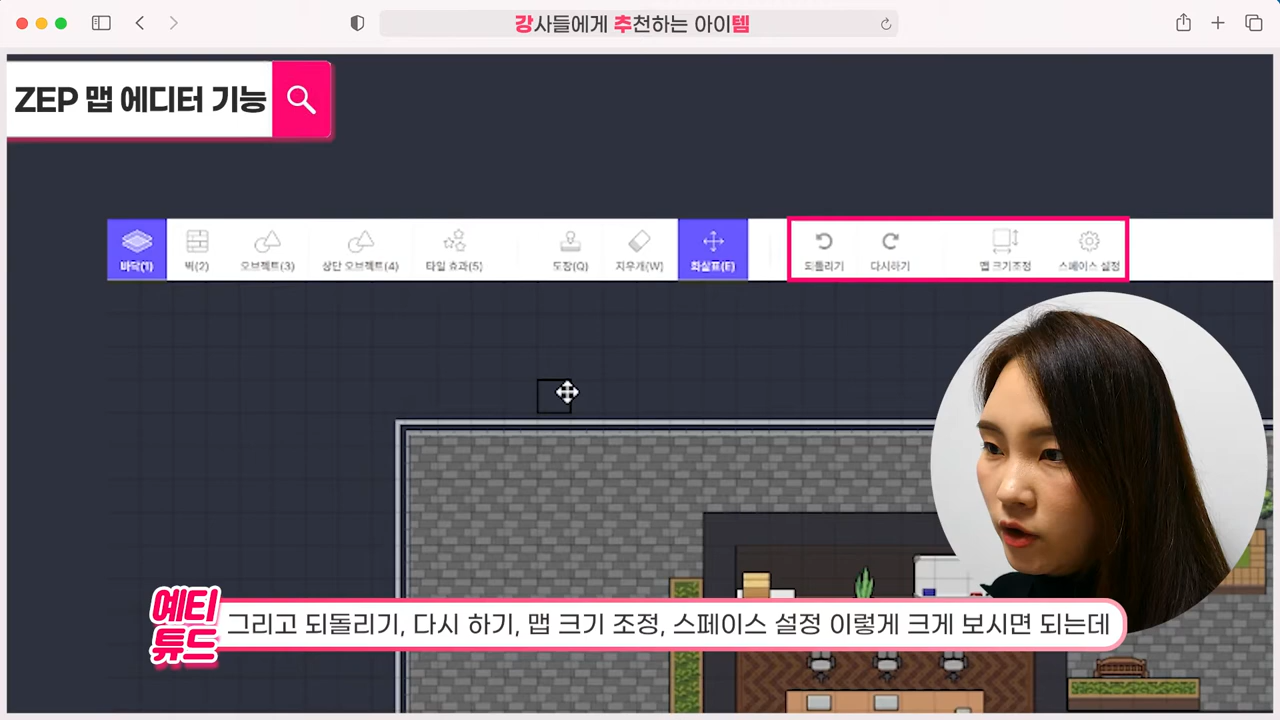 강사들에게 추천하는 아이템
ZEP 맵 에디터 기능
바닥(1) 벽(2) 오브젝트(3) 상단 오브젝트(4) 타일 효과(5) 도장(Q) 지우개(W) 화살표(E) 되돌리기 다시하기 맵 크기조정 스페이스 설정
예티
튜드
그리고 되돌리기, 다시 하기, 맵 크기 조정, 스페이스 설정 이렇게 크게 보시면 되는데